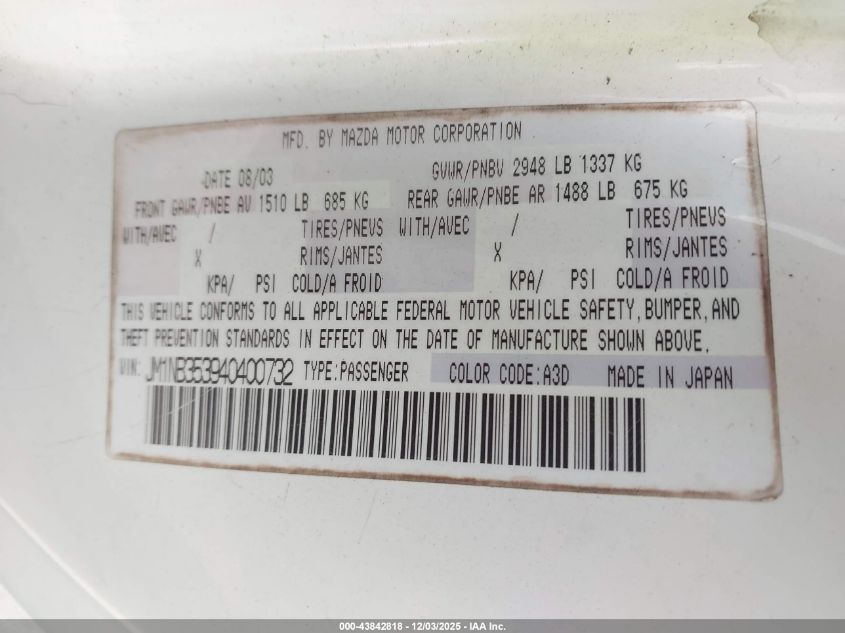 MFD. BY MAZDA MOTOR CORPORATION
DATE 08/03 GVWR/PNBV 2948 LB 1337 KG
FRONT GAWR/PNBE AV 1510 LB 685 KG REAR GAWR/PNBE AR 1488 LB 675 KG
WITH/AVEC / TIRES/PNEUS WITH/AVEC / TIRES/PNEUS
X RIMS/JANTES X RIMS/JANTES
KPA/ PSI COLD/A FROID KPA/ PSI COLD/A FROID
THIS VEHICLE CONFORMS TO ALL APPLICABLE FEDERAL MOTOR VEHICLE SAFETY, BUMPER, AND
THEFT PREVENTION STANDARDS IN EFFECT ON THE DATE OF MANUFACTURE SHOWN ABOVE.
VIN: JM1NB353940400732 TYPE:PASSENGER COLOR CODE:A3D MADE IN JAPAN
000-43842818 - 12/03/2025 - IAA Inc.